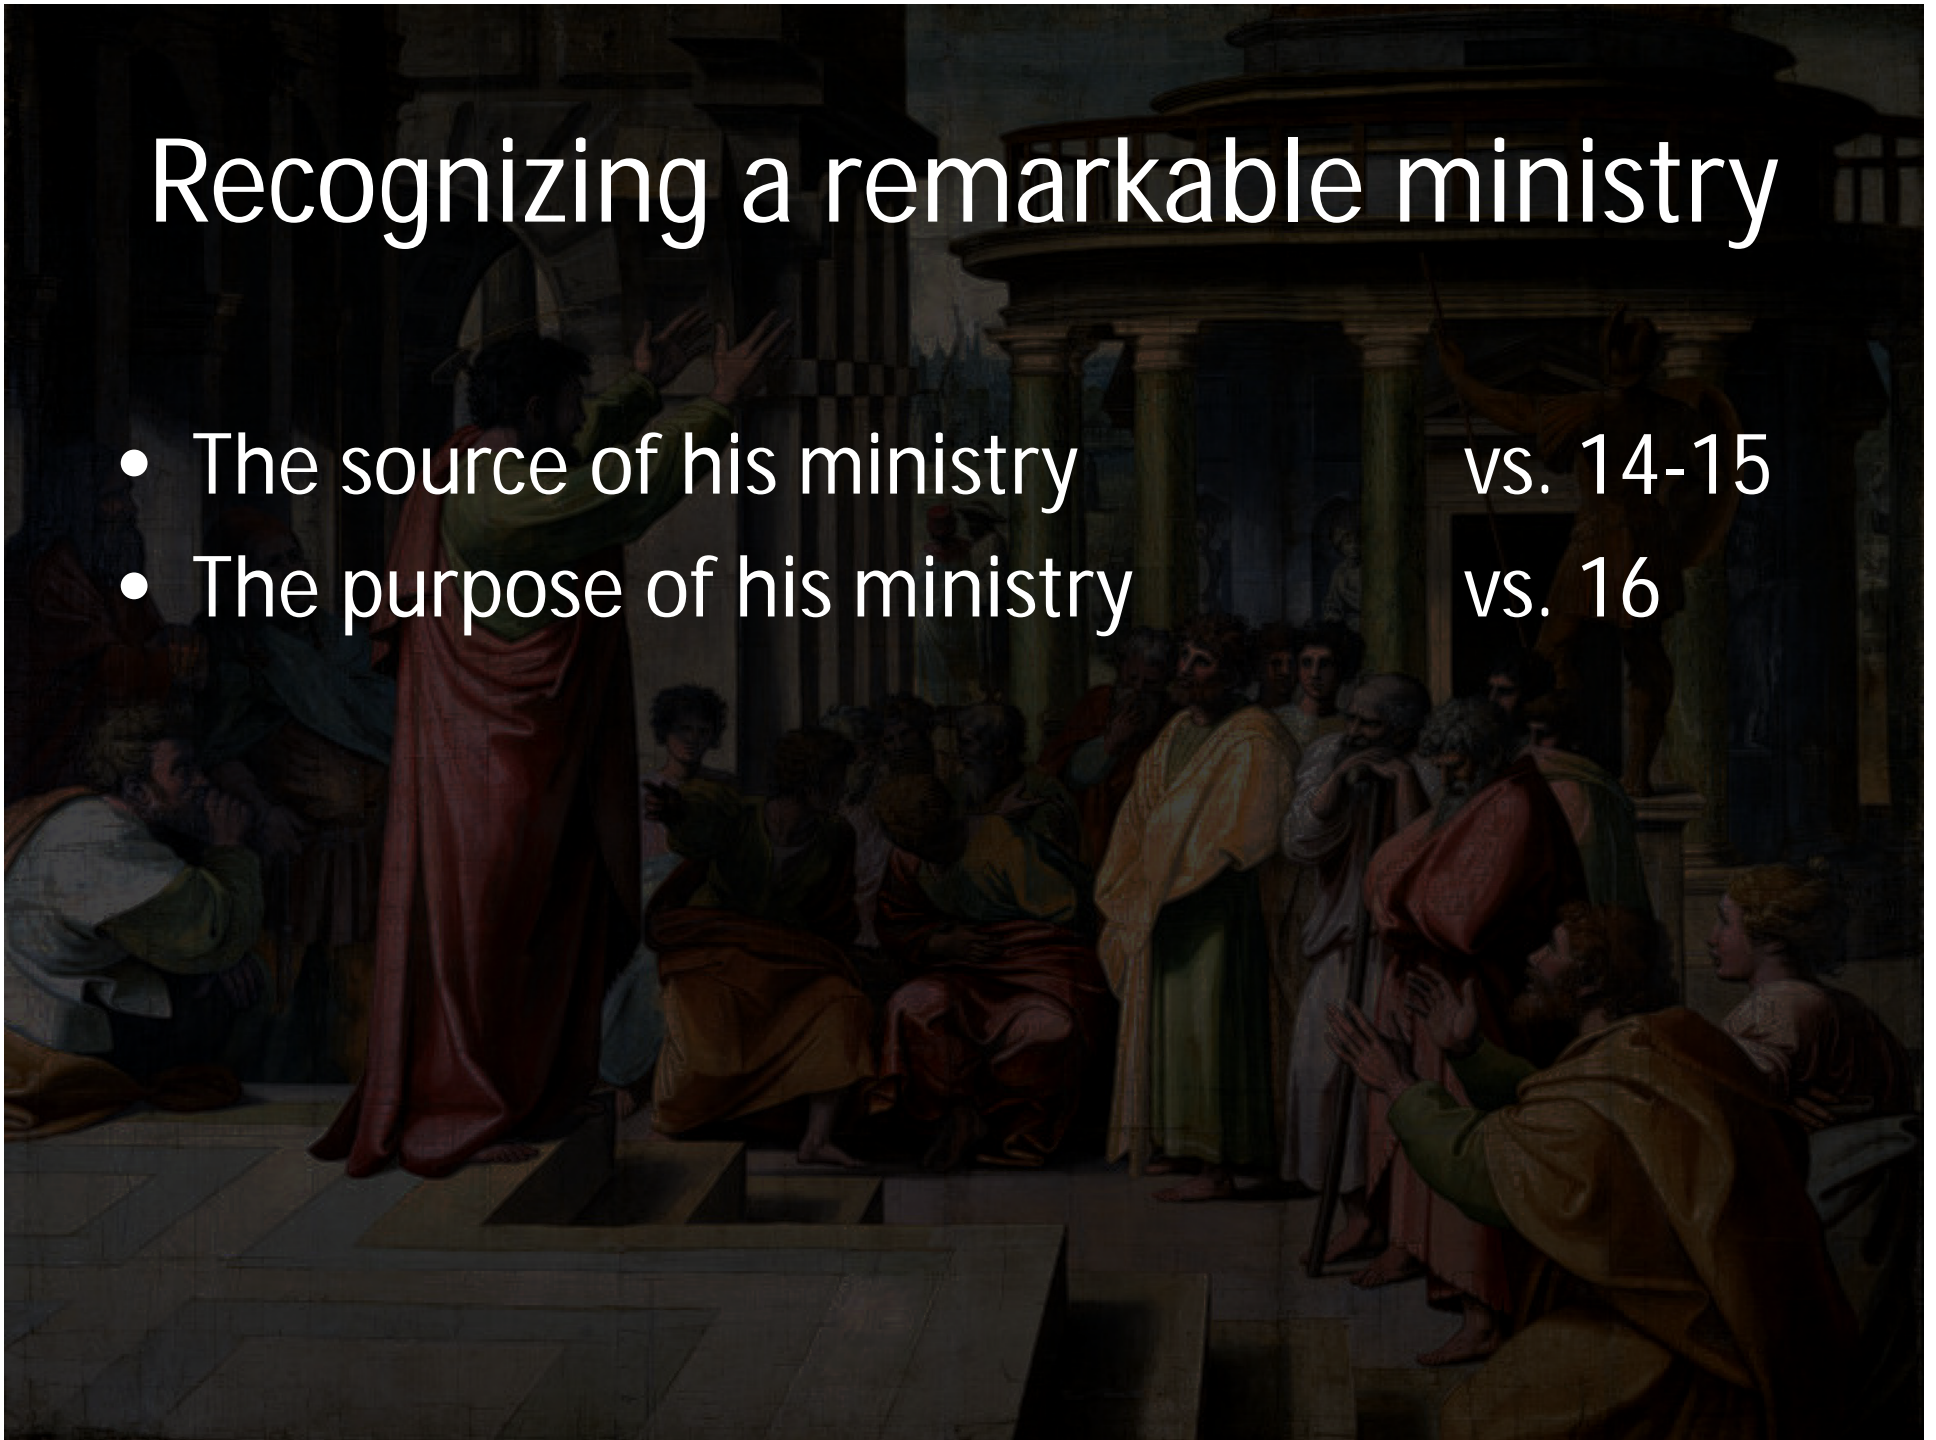 Recognizing a remarkable ministry
• The source of his ministry vs. 14-15
• The purpose of his ministry vs. 16